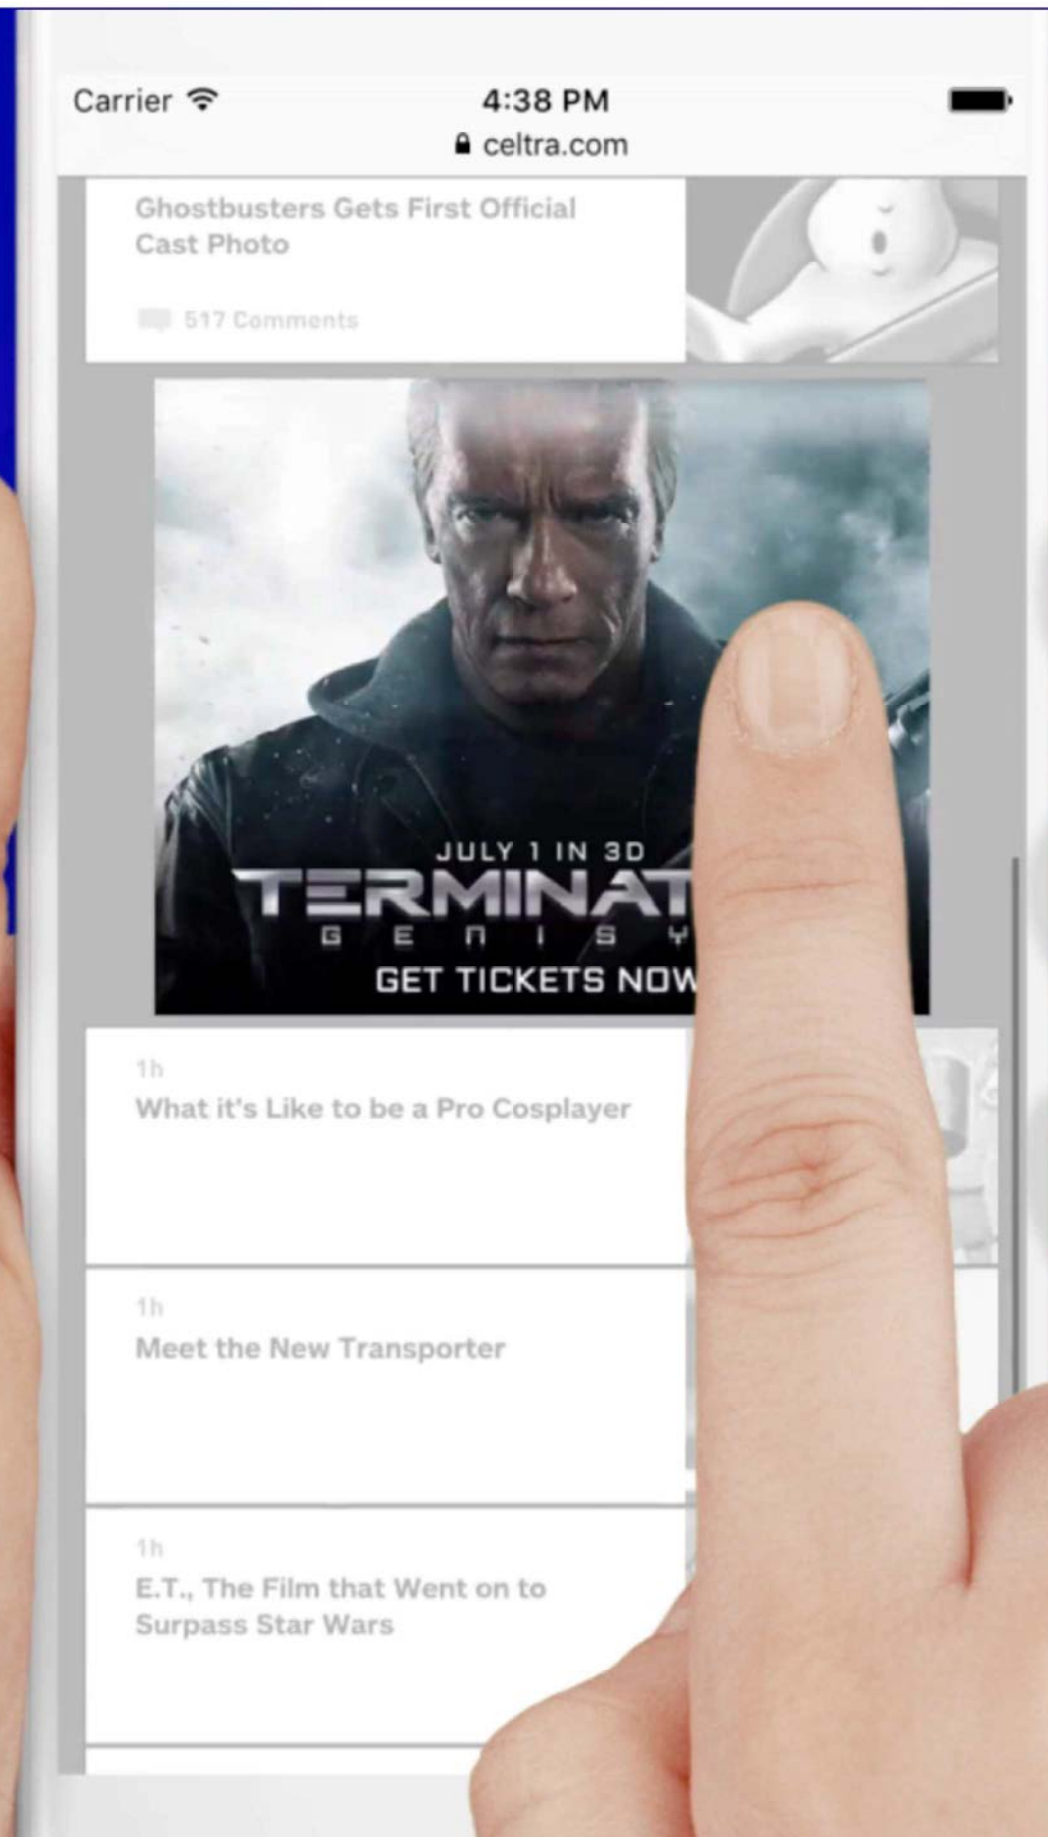 Carrier
4:38 PM
celtra.com
Ghostbusters Gets First Official
Cast Photo
517 Comments
JULY 1 IN 3D
TERMINAT
GENISY
GET TICKETS NOW
1h
What it's Like to be a Pro Cosplayer
1h
Meet the New Transporter
1h
E.T., The Film that Went on to
Surpass Star Wars